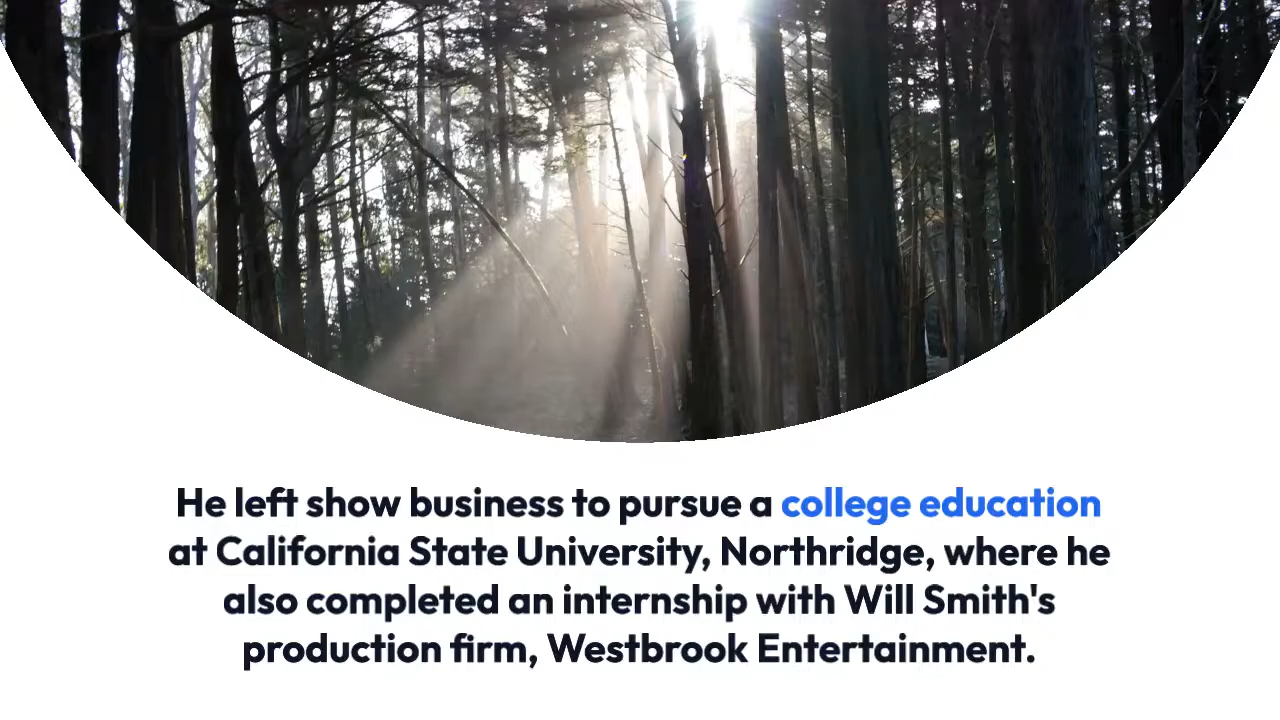 He left show business to pursue a college education
at California State University, Northridge, where he
also completed an internship with Will Smith's
production firm, Westbrook Entertainment.